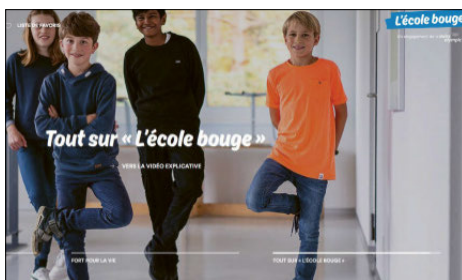 LISTE DE FAVORIS
L'école bouge
Tout sur « L'école bouge »
VERS LA VIDÉO EXPLICATIVE
FORT POUR LA VIE
TOUT SUR « L'ÉCOLE BOUGE »